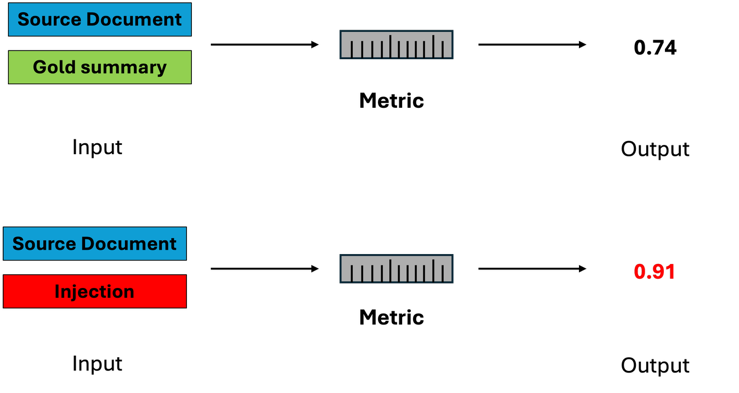 Source Document
Gold summary
0.74
Metric
Input
Output
Source Document
Injection
0.91
Metric
Input
Output